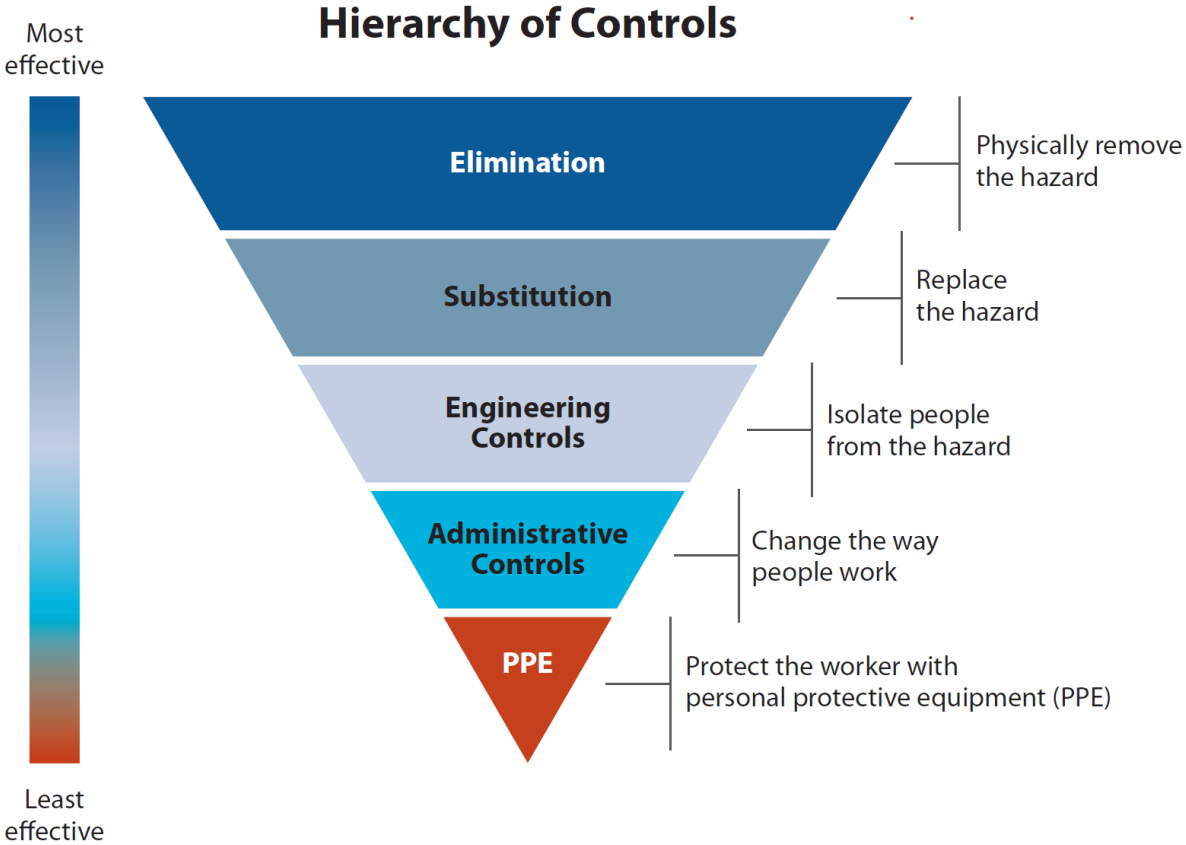 Hierarchy of Controls
Most
effective
Elimination
Physically remove
the hazard
Substitution
Replace
the hazard
Engineering
Controls
Isolate people
from the hazard
Administrative
Controls
Change the way
people work
PPE
Protect the worker with
personal protective equipment (PPE)
Least
effective